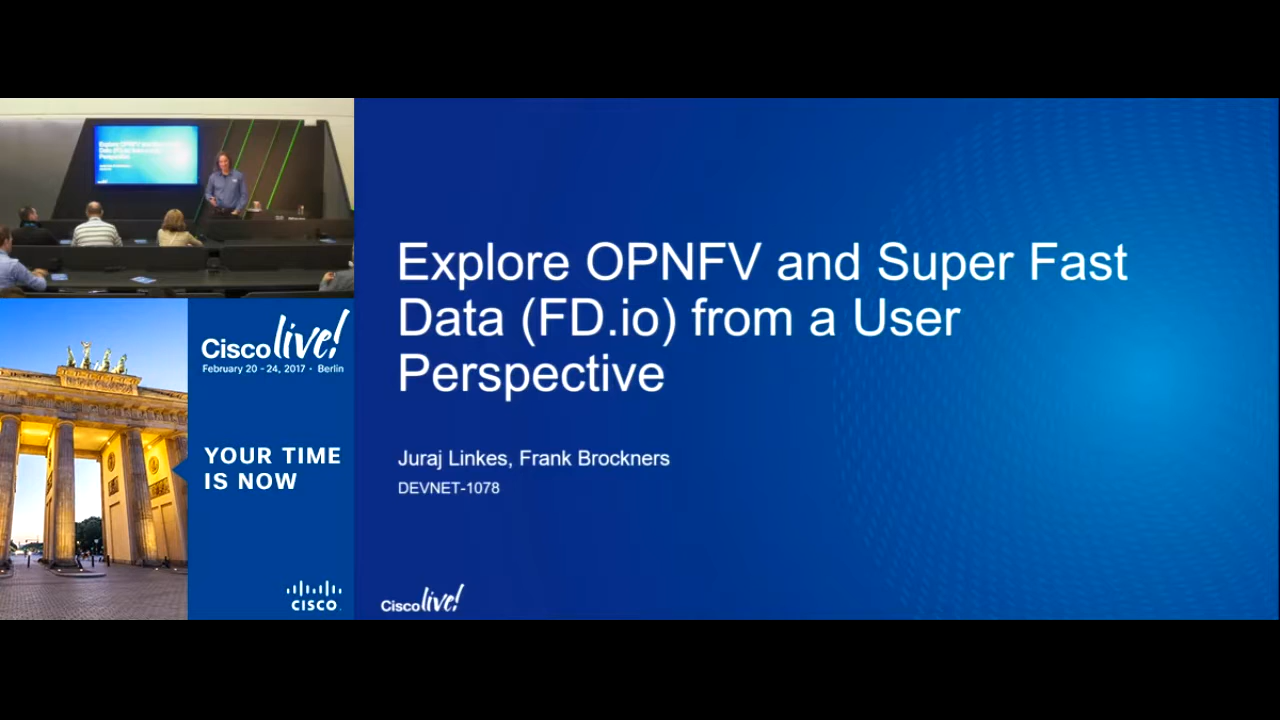 Explore OPNFV and Super Fast
Data (FD.io) from a User
Perspective
Juraj Linkes, Frank Brockners
DEVNET-1078
Cisco live!
Cisco live!
February 20 - 24, 2017 • Berlin
YOUR TIME
IS NOW
CISCO